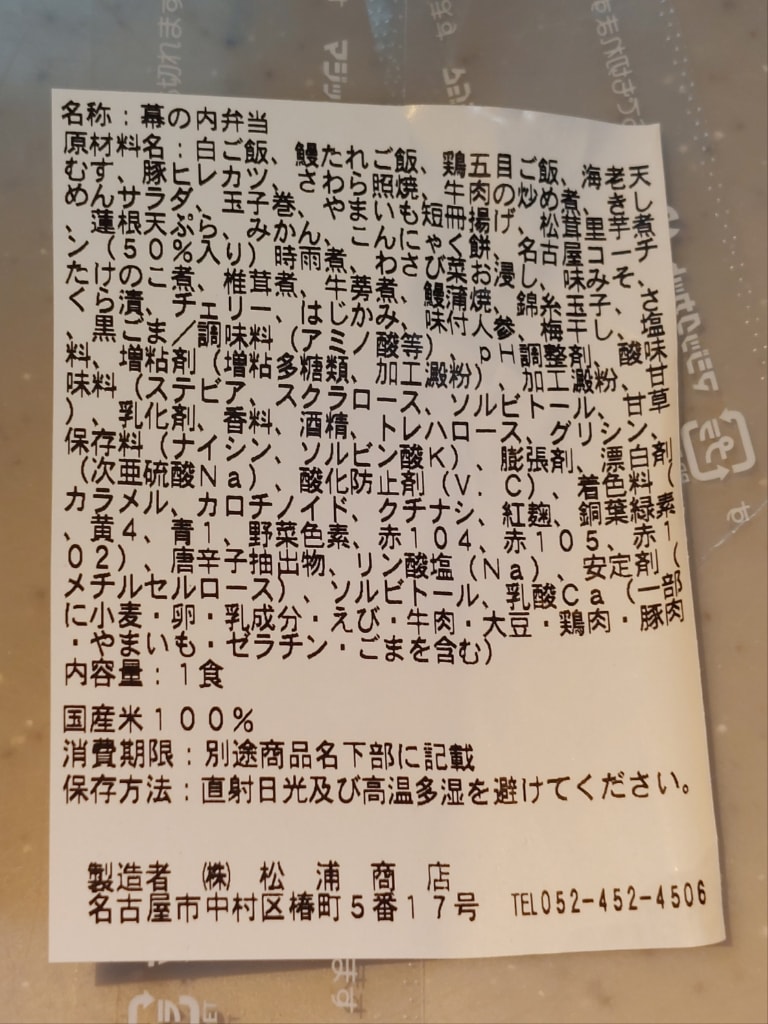 名称：幕の内弁当
原材料名：白ご飯、鰻たれご飯、鶏五目ご飯、海老天
むす、豚ヒレカツ、さわら照焼、牛肉の炒め煮、き し煮
めんサラダ、玉子巻、やまいも短冊揚げ、松茸里芋一チ
、蓮根天ぷら、みかん、こんにゃく餅、名古屋コー
ン（５０％入り）時雨煮、わさび菜お浸し、味みそ、
たけのこ煮、椎茸煮、牛蒡煮、鰻蒲焼、錦糸玉子、さ
くら漬、チェリー、はじかみ、味付人参、梅干し、塩
、黒ごま／調味料（アミノ酸等）、ｐＨ調整剤、酸味
料、増粘剤（増粘多糖類、加工澱粉）、加工澱粉、甘
味料（ステビア、スクラロース、ソルビトール、甘草
）、乳化剤、香料、酒精、トレハロース、グリシン、
保存料（ナイシン、ソルビン酸Ｋ）、膨張剤、漂白剤
（次亜硫酸Ｎａ）、酸化防止剤（Ｖ．Ｃ）、着色料（
カラメル、カロチノイド、クチナシ、紅麹、銅葉緑素
、黄４、青１、野菜色素、赤１０４、赤１０５、赤１
０２）、唐辛子抽出物、リン酸塩（Ｎａ）、安定剤（
メチルセルロース）、ソルビトール、乳酸Ｃａ（一部
に小麦・卵・乳成分・えび・牛肉・大豆・鶏肉・豚肉
・やまいも・ゼラチン・ごまを含む）
内容量：１食
国産米１００％
消費期限：別途商品名下部に記載
保存方法：直射日光及び高温多湿を避けてください。
製造者 ㈱ 松浦商店
名古屋市中村区椿町５番１７号 TEL052-452-4506